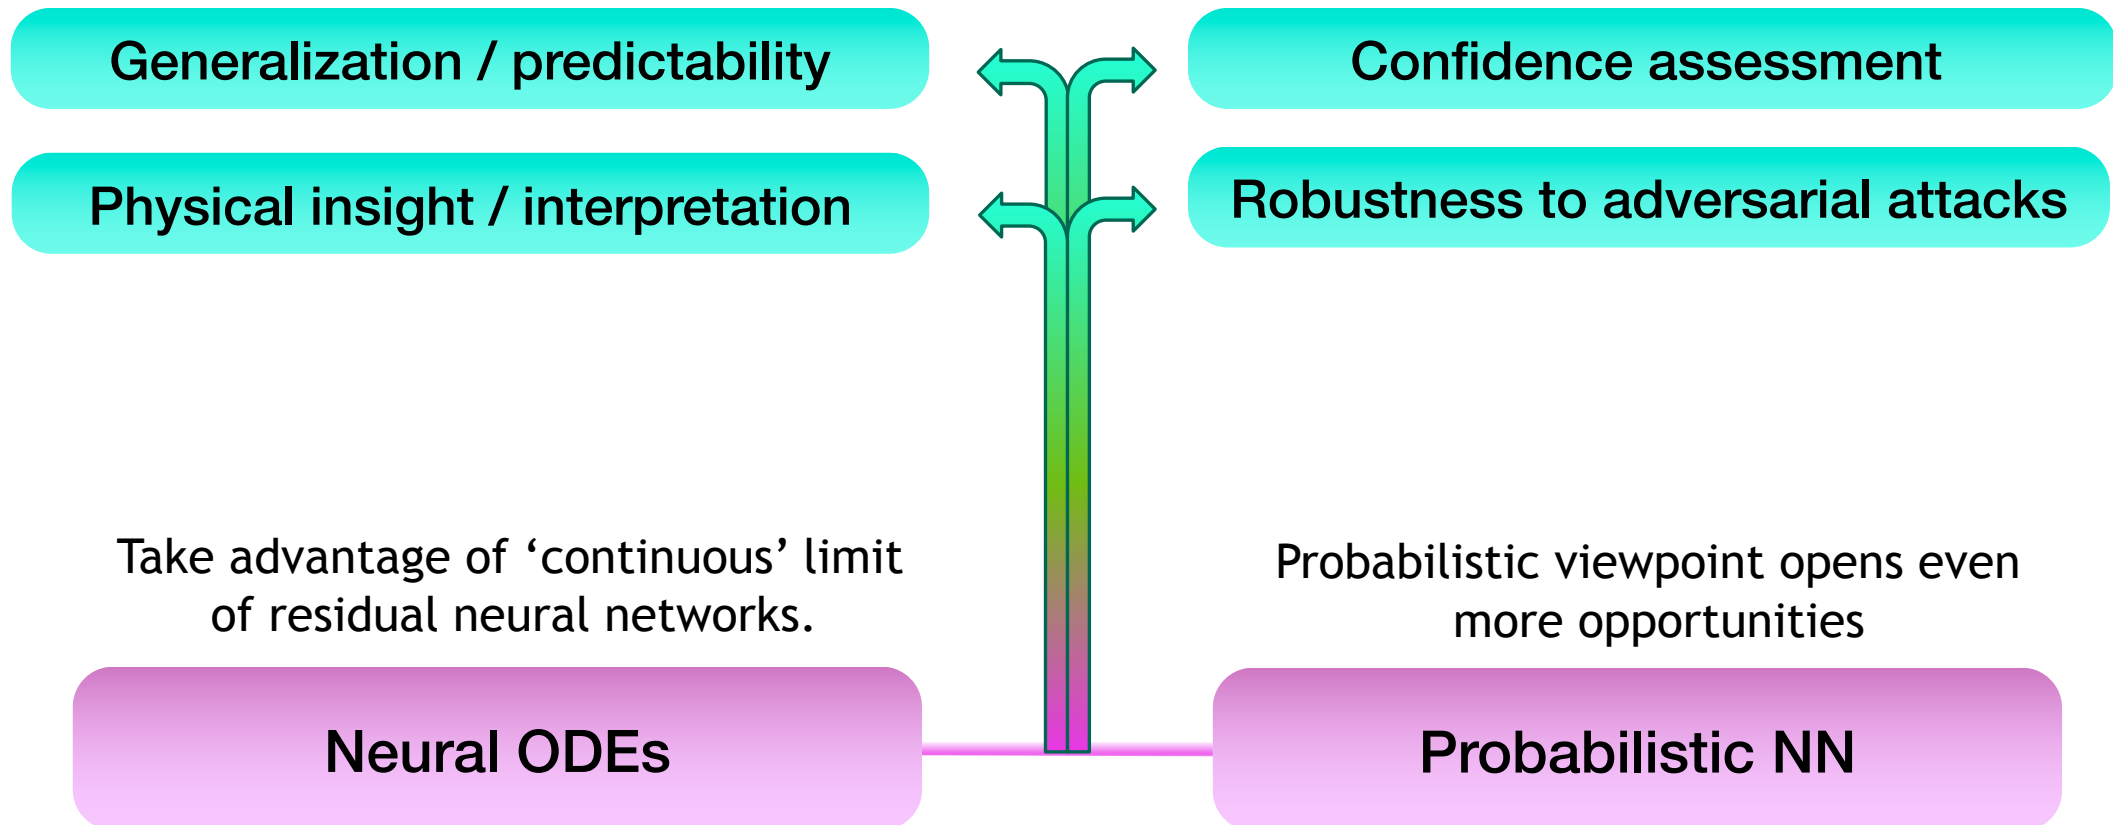 Generalization / predictability
Confidence assessment
Physical insight / interpretation
Robustness to adversarial attacks
Take advantage of ‘continuous’ limit
of residual neural networks.
Probabilistic viewpoint opens even
more opportunities
Neural ODEs
Probabilistic NN